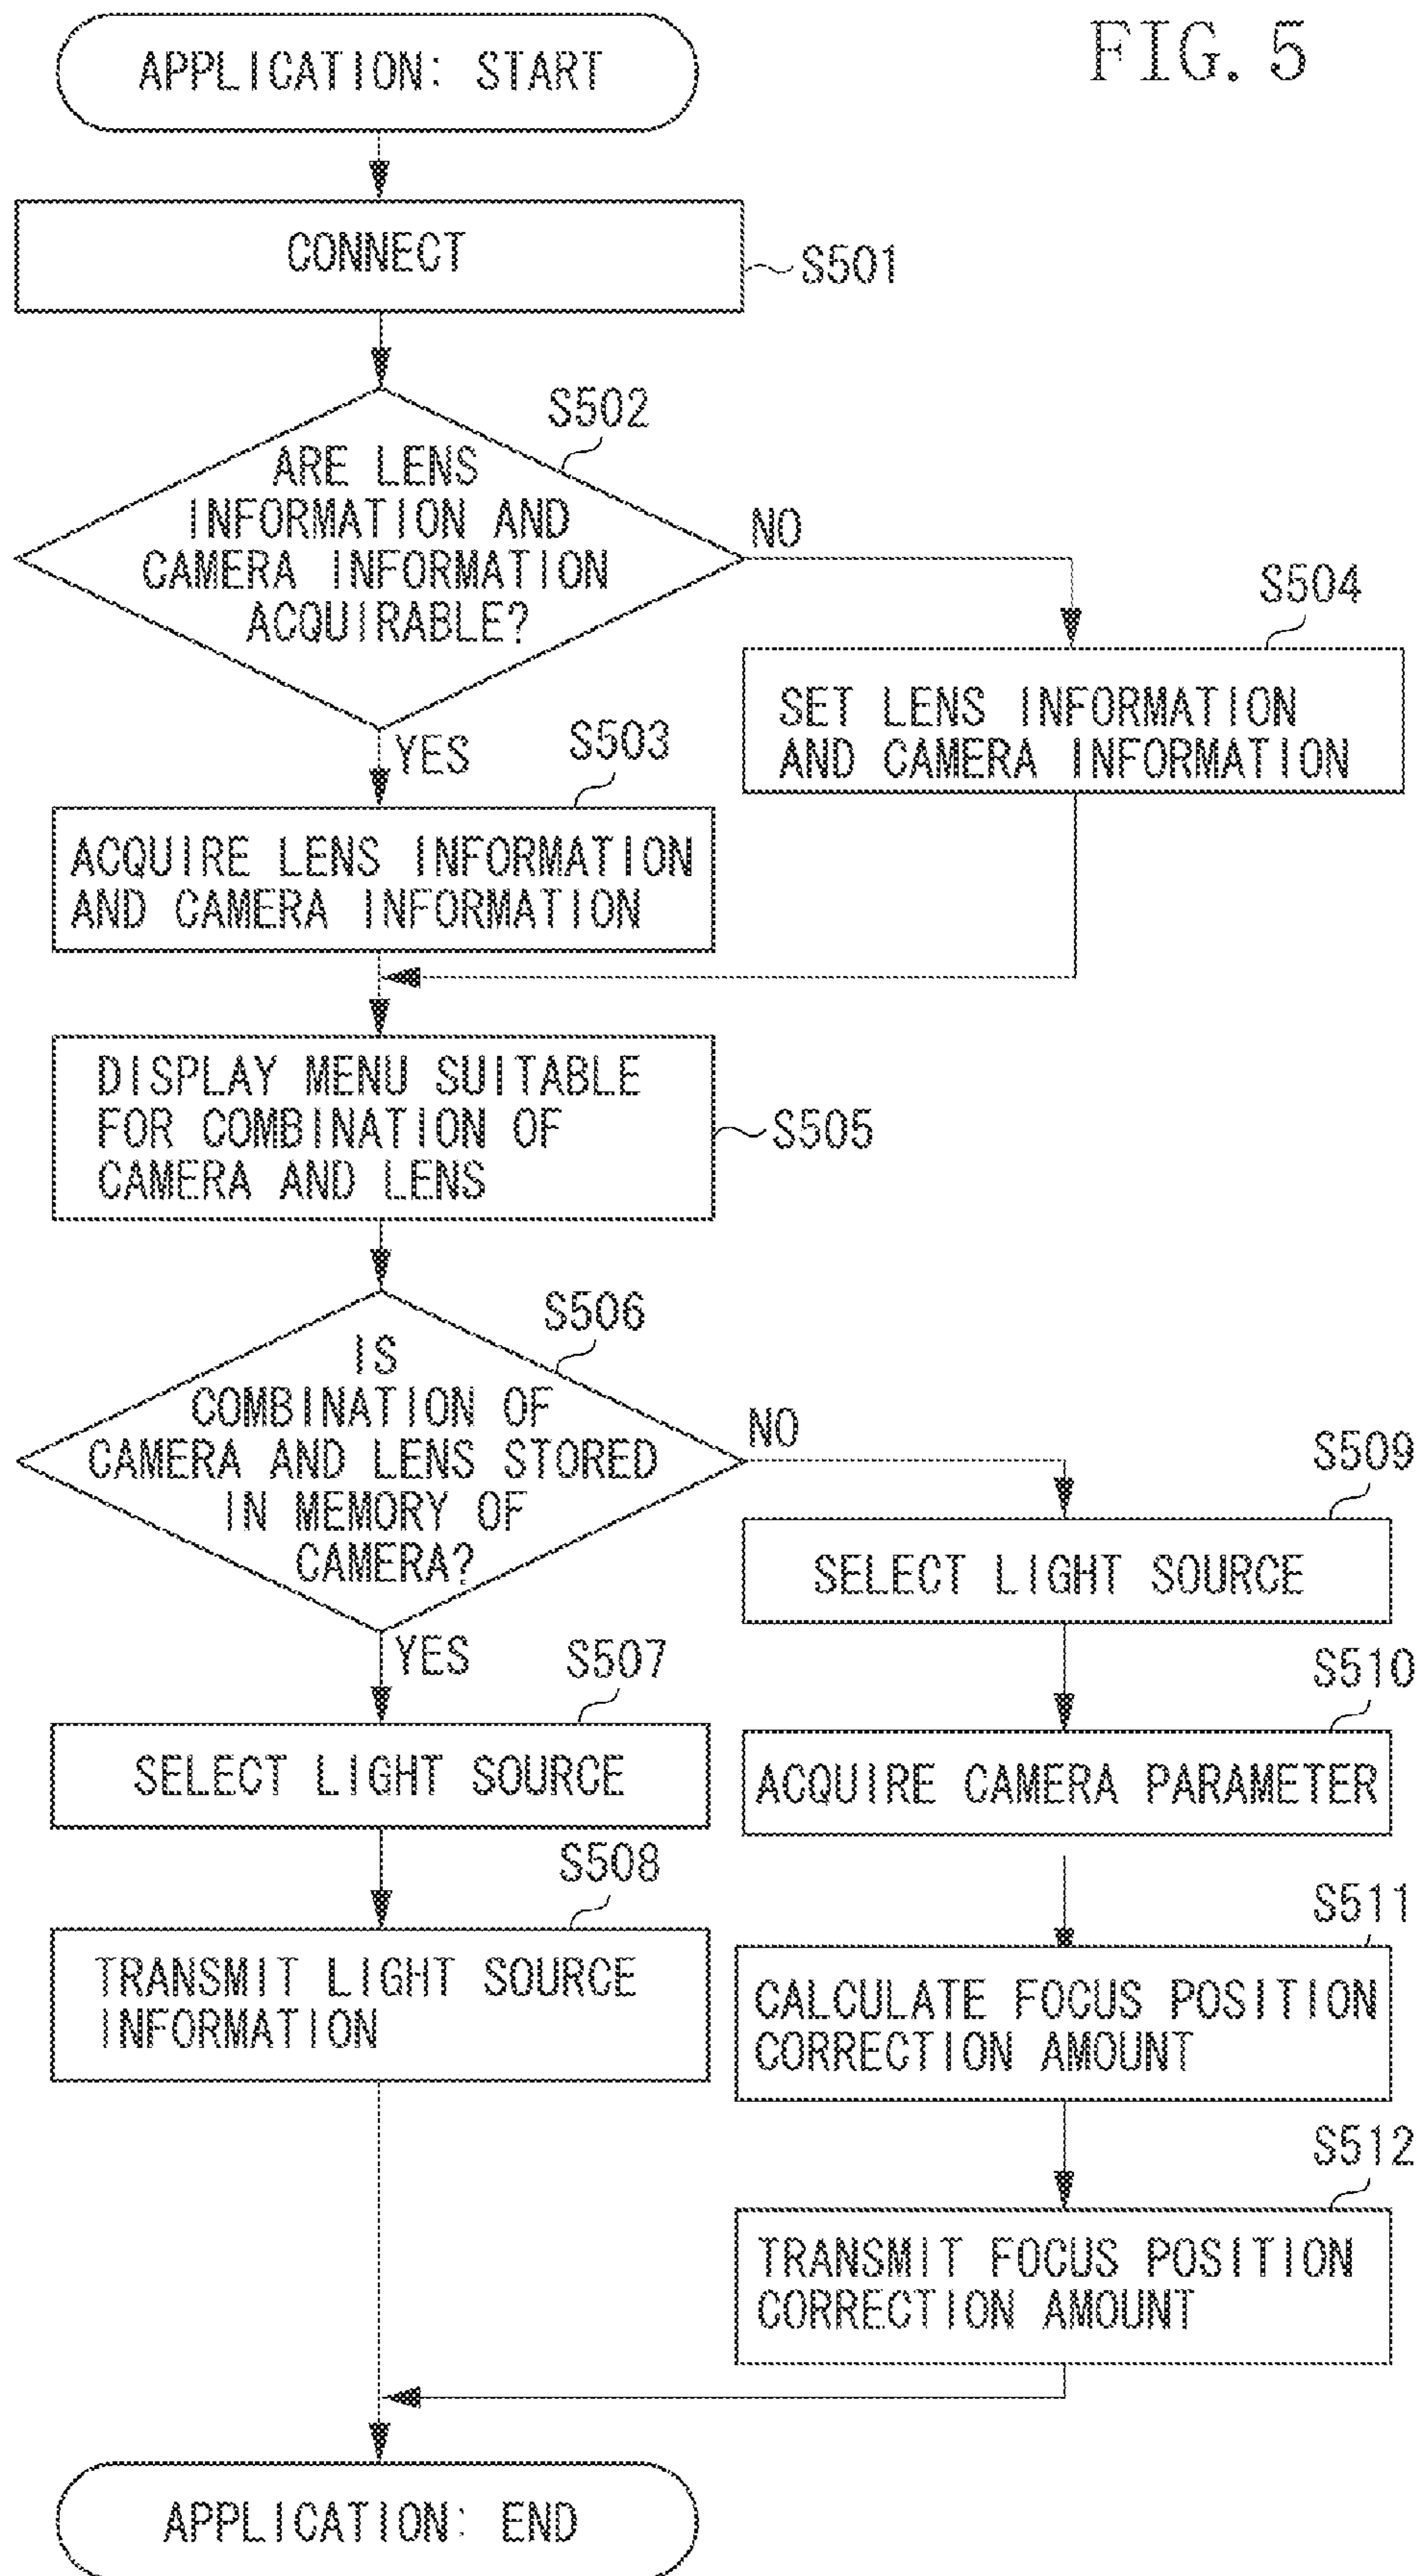 FIG. 5
APPLICATION: START
CONNECT
S501
S502
ARE LENS
INFORMATION AND
CAMERA INFORMATION
ACQUIRABLE?
NO
YES
S504
SET LENS INFORMATION
AND CAMERA INFORMATION
S503
ACQUIRE LENS INFORMATION
AND CAMERA INFORMATION
DISPLAY MENU SUITABLE
FOR COMBINATION OF
CAMERA AND LENS
S505
S506
IS
COMBINATION OF
CAMERA AND LENS STORED
IN MEMORY OF
CAMERA?
NO
YES
S507
SELECT LIGHT SOURCE
S508
TRANSMIT LIGHT SOURCE
INFORMATION
S509
SELECT LIGHT SOURCE
S510
ACQUIRE CAMERA PARAMETER
S511
CALCULATE FOCUS POSITION
CORRECTION AMOUNT
S512
TRANSMIT FOCUS POSITION
CORRECTION AMOUNT
APPLICATION: END